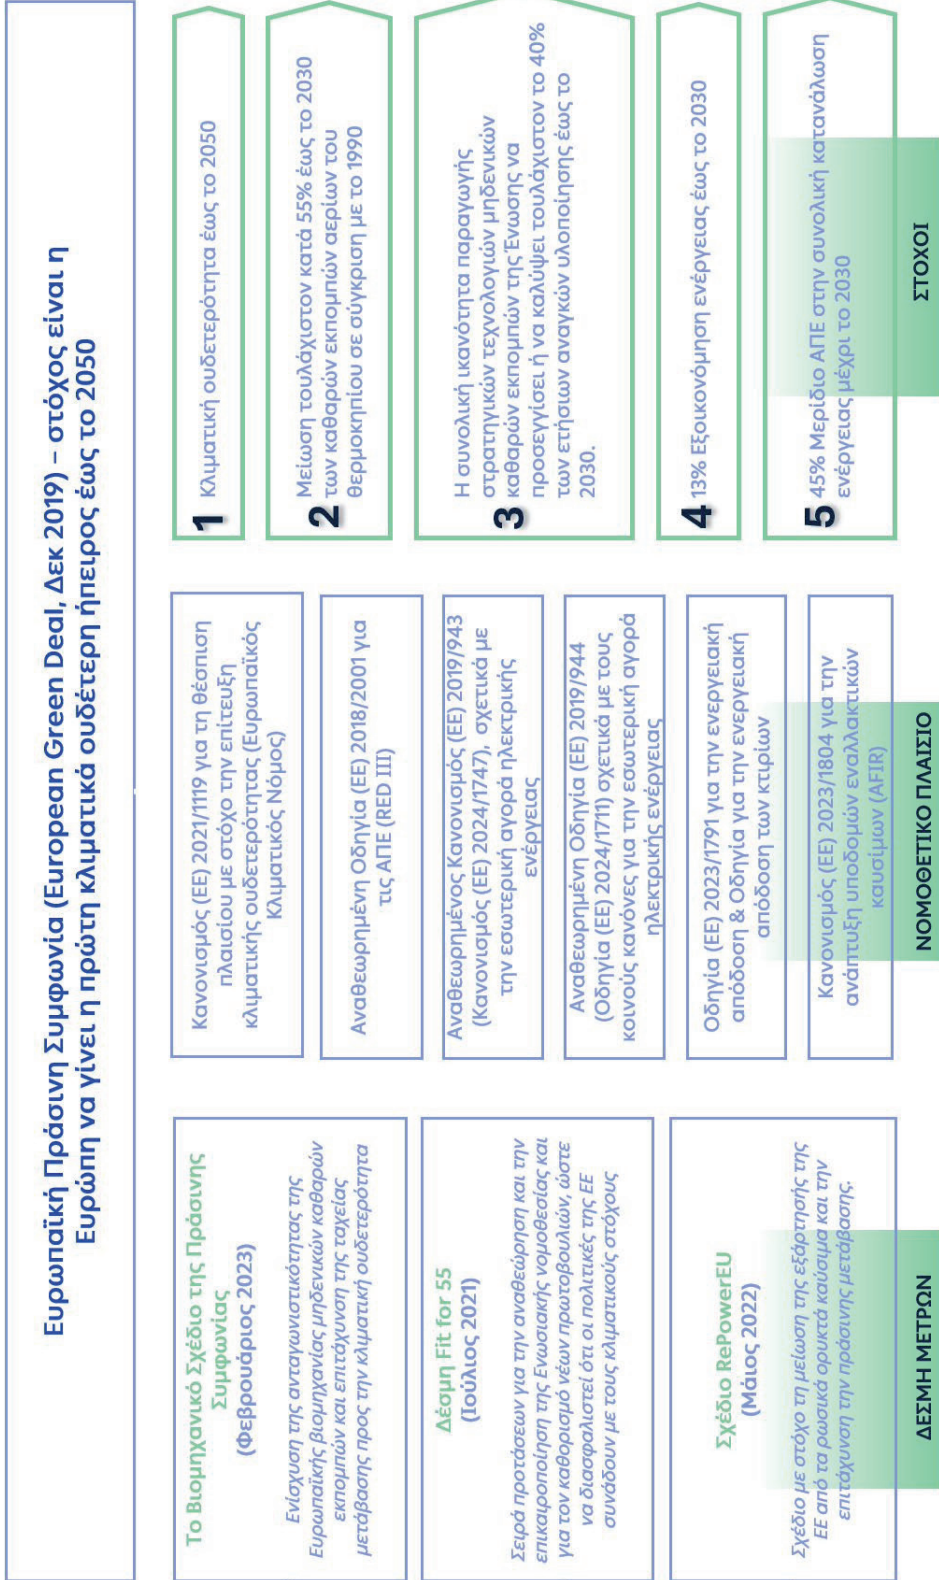 Ευρωπαϊκή Πράσινη Συμφωνία (European Green Deal, Δεκ 2019) – στόχος είναι η
Ευρώπη να γίνει η πρώτη κλιματικά ουδέτερη ήπειρος έως το 2050
Το Βιομηχανικό Σχέδιο της Πράσινης
Συμφωνίας
(Φεβρουάριος 2023)
Ενίσχυση της ανταγωνιστικότητας της
Ευρωπαϊκής βιομηχανίας μηδενικών καθαρών
εκπομπών και επιτάχυνση της ταχείας
μετάβασης προς την κλιματική ουδετερότητα
Δέσμη Fit for 55
(Ιούλιος 2021)
Σειρά προτάσεων για την αναθεώρηση και την
επικαιροποίηση της Ενωσιακής νομοθεσίας και
για τον καθορισμό νέων πρωτοβουλιών, ώστε
να διασφαλιστεί ότι οι πολιτικές της ΕΕ
συνάδουν με τους κλιματικούς στόχους
Σχέδιο RePowerEU
(Μάιος 2022)
Σχέδιο με στόχο τη μείωση της εξάρτησής της
ΕΕ από τα ρωσικά ορυκτά καύσιμα και την
επιτάχυνση της πράσινης μετάβασης.
ΔΕΣΜΗ ΜΕΤΡΩΝ
Κανονισμός (ΕΕ) 2021/1119 για τη θέσπιση
πλαισίου με στόχο την επίτευξη
κλιματικής ουδετερότητας (Ευρωπαϊκός
Κλιματικός Νόμος)
Αναθεωρημένη Οδηγία (ΕΕ) 2018/2001 για
τις ΑΠΕ (RED III)
Αναθεωρημένος Κανονισμός (ΕΕ) 2019/943
(Κανονισμός (ΕΕ) 2024/1747), σχετικά με
την εσωτερική αγορά ηλεκτρικής
ενέργειας
Αναθεωρημένη Οδηγία (ΕΕ) 2019/944
(Οδηγία (ΕΕ) 2024/1711) σχετικά με τους
κοινούς κανόνες για την εσωτερική αγορά
ηλεκτρικής ενέργειας
Οδηγία (ΕΕ) 2023/1791 για την ενεργειακή
απόδοση & Οδηγία για την ενεργειακή
απόδοση των κτιρίων
Κανονισμός (ΕΕ) 2023/1804 για την
ανάπτυξη υποδομών εναλλακτικών
καυσίμων (AFIR)
ΝΟΜΟΘΕΤΙΚΟ ΠΛΑΙΣΙΟ
1 Κλιματική ουδετερότητα έως το 2050
2 Μείωση τουλάχιστον κατά 55% έως το 2030
των καθαρών εκπομπών αερίων του
θερμοκηπίου σε σύγκριση με το 1990
3 Η συνολική ικανότητα παραγωγής
στρατηγικών τεχνολογιών μηδενικών
καθαρών εκπομπών της Ένωσης να
προσεγγίσει ή να καλύψει τουλάχιστον το 40%
των ετήσιων αναγκών υλοποίησης έως το
2030.
4 13% Εξοικονόμηση ενέργειας έως το 2030
5 45% Μερίδιο ΑΠΕ στην συνολική κατανάλωση
ενέργειας μέχρι το 2030
ΣΤΟΧΟΙ